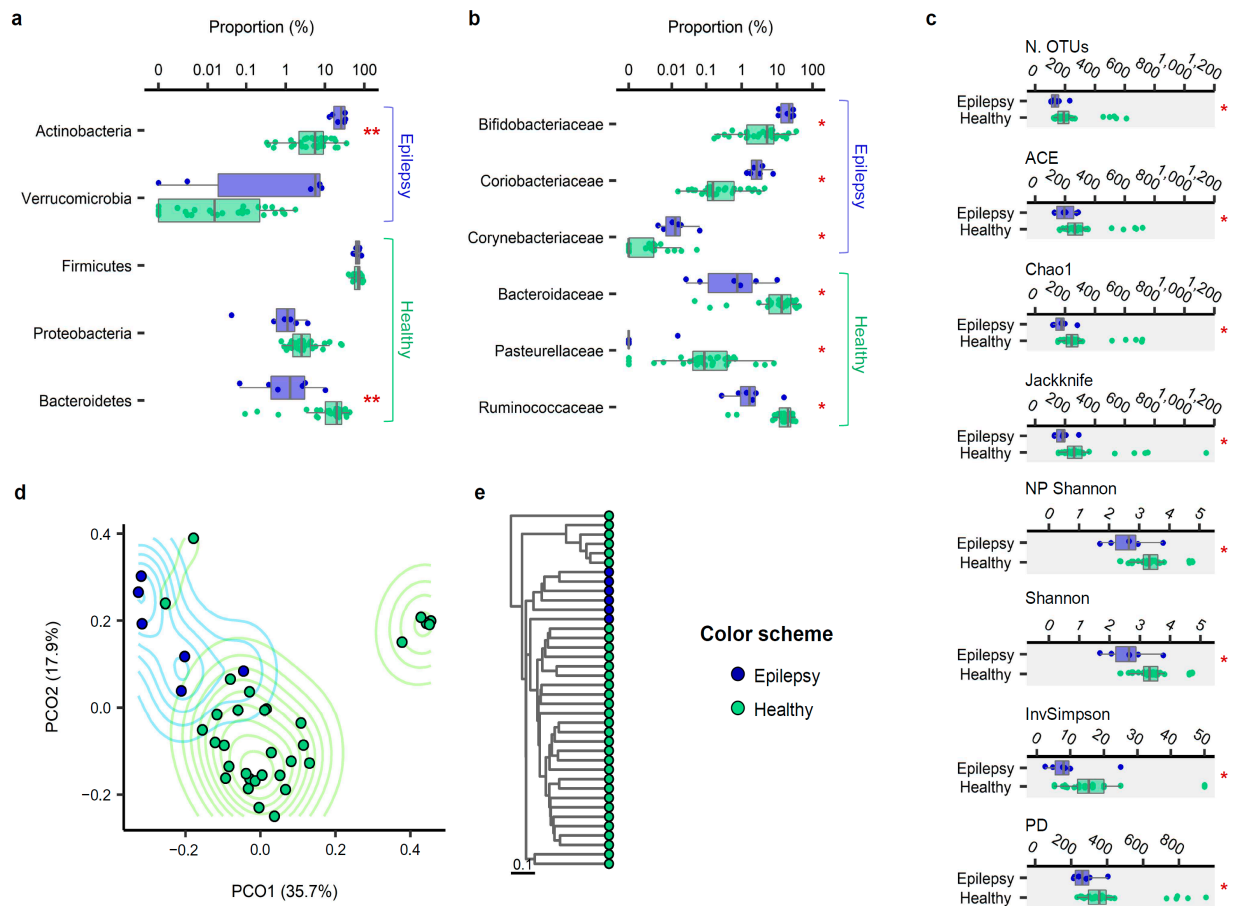 a
Proportion (%)
0 0.01 0.1 1 10 100
Actinobacteria
**
Verrucomicrobia
Epilepsy
Firmicutes
Proteobacteria
Healthy
Bacteroidetes
**
b
Proportion (%)
0 0.01 0.1 1 10 100
Bifidobacteriaceae
*
Coriobacteriaceae
*
Epilepsy
Corynebacteriaceae
*
Bacteroidaceae
*
Pasteurellaceae
*
Healthy
Ruminococcaceae
*
c
N. OTUs
0 200 400 600 800 1,000 1,200
Epilepsy
Healthy
*
ACE
0 200 400 600 800 1,000 1,200
Epilepsy
Healthy
*
Chao1
0 200 400 600 800 1,000 1,200
Epilepsy
Healthy
*
Jackknife
0 200 400 600 800 1,000 1,200
Epilepsy
Healthy
*
NP Shannon
0 1 2 3 4 5
Epilepsy
Healthy
*
Shannon
0 1 2 3 4 5
Epilepsy
Healthy
*
InvSimpson
0 10 20 30 50
Epilepsy
Healthy
*
PD
0 200 400 600 800
Epilepsy
Healthy
*
d
PCO2 (17.9%)
0.4
0.2
0.0
−0.2
−0.2 0.0 0.2 0.4
PCO1 (35.7%)
e
0.1
Color scheme
Epilepsy
Healthy